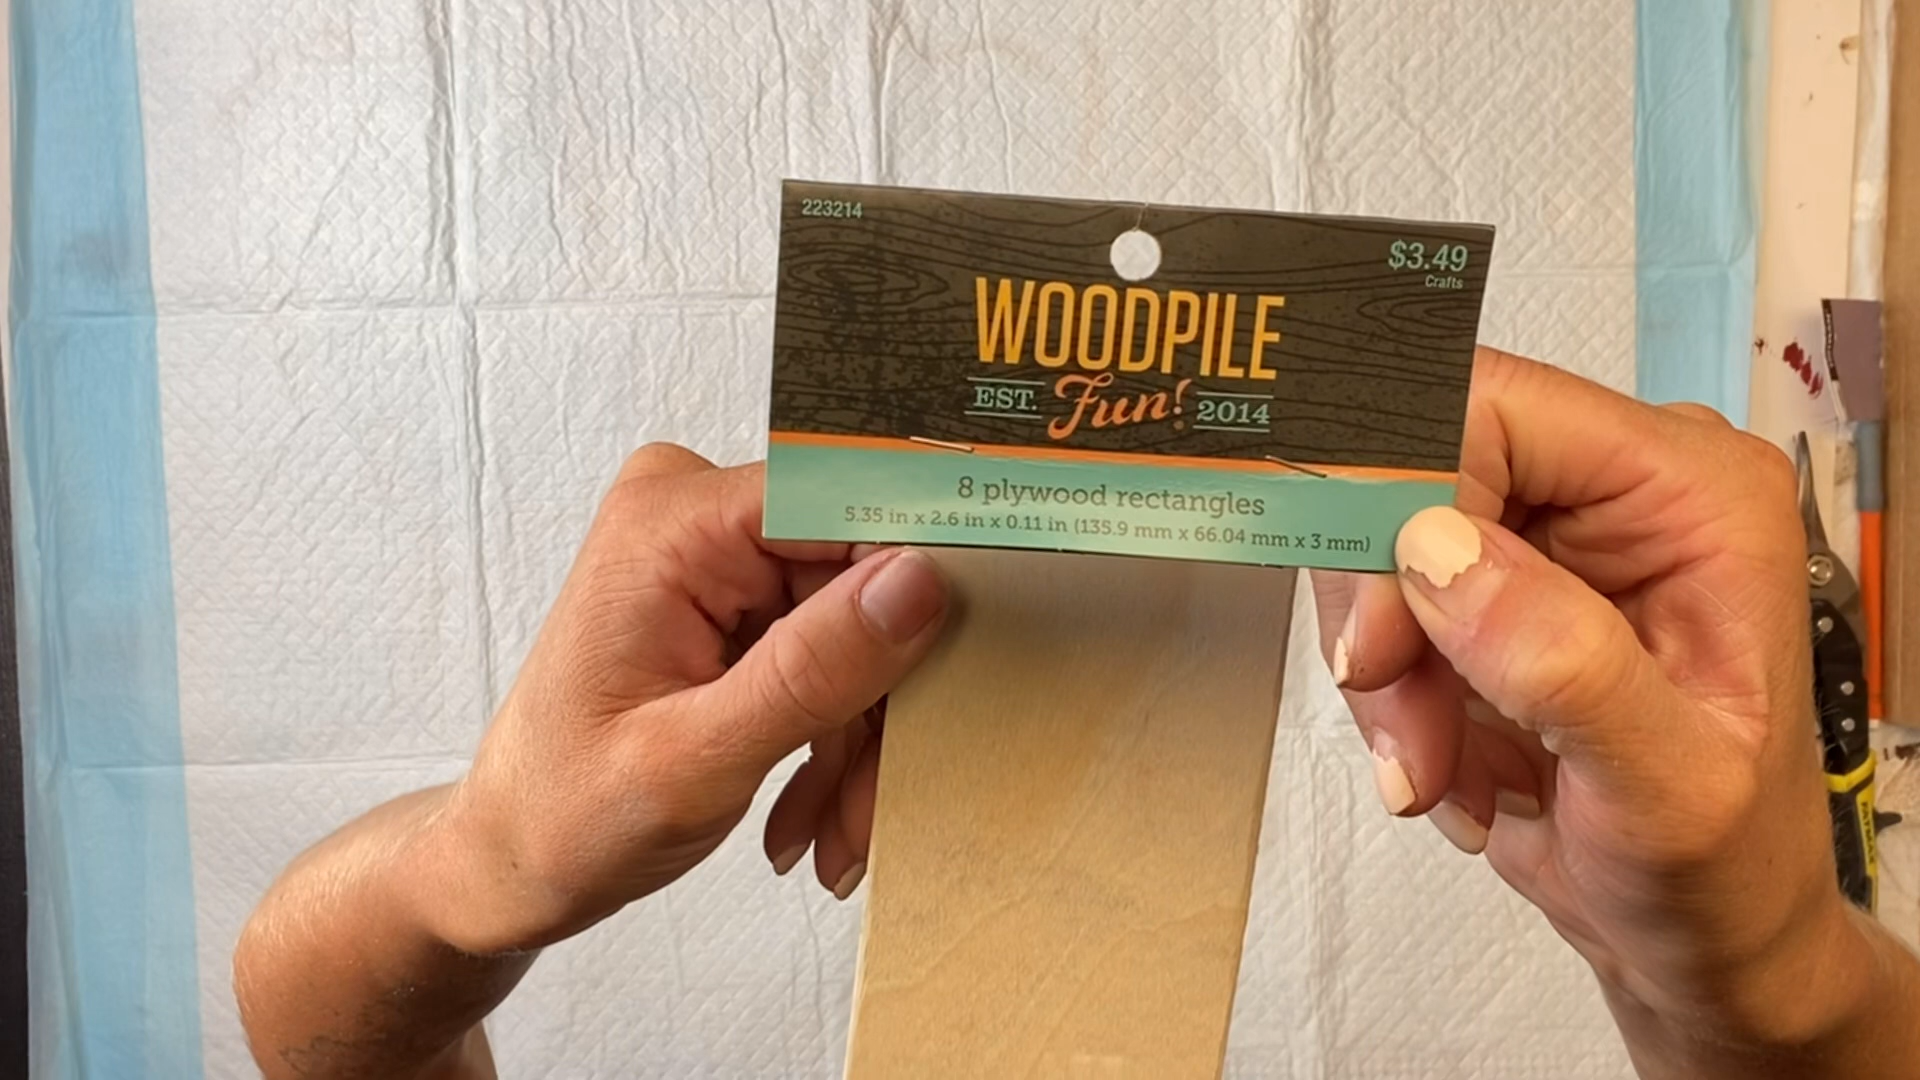 223214
$3.49
Crafts
WOODPILE
EST. Fun! 2014
8 plywood rectangles
5.35 in x 2.6 in x 0.11 in (135.9 mm x 66.04 mm x 3 mm)
FATMAX